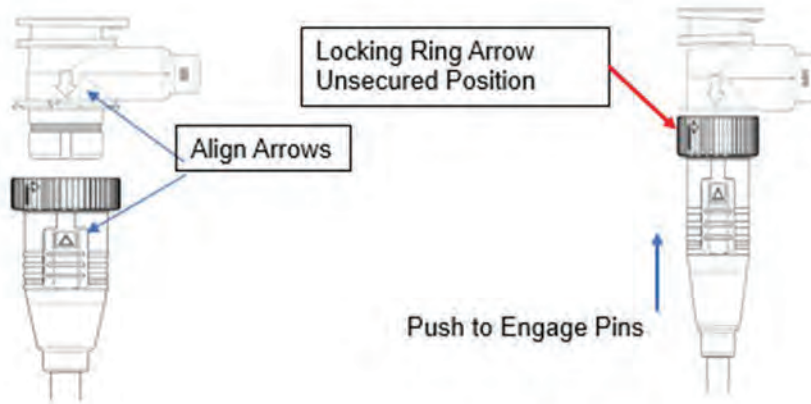 Locking Ring Arrow
Unsecured Position
Align Arrows
Push to Engage Pins